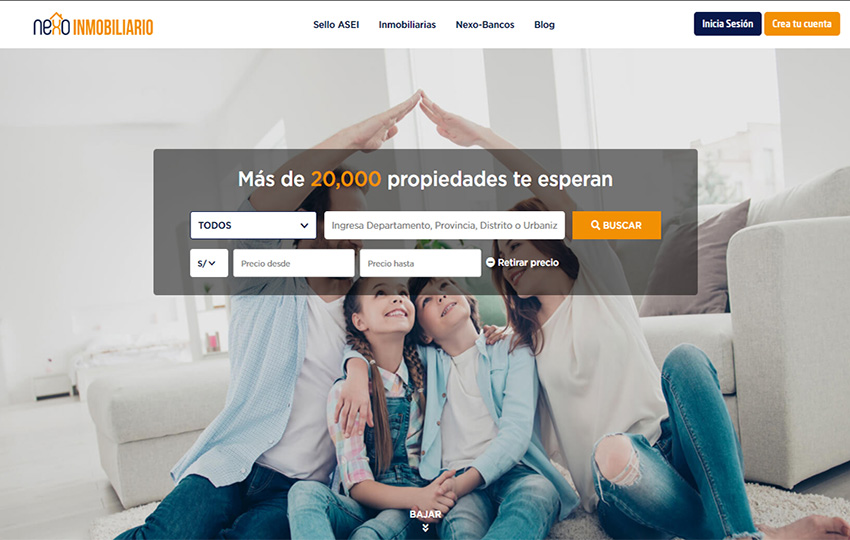 nexo INMOBILIARIO
Sello ASEI Inmobiliarias Nexo-Bancos Blog
Inicia Sesión Crea tu cuenta
Más de 20,000 propiedades te esperan
TODOS Ingresa Departamento, Provincia, Distrito o Urbaniz BUSCAR
S/ Precio desde Precio hasta Retirar precio
BAJAR